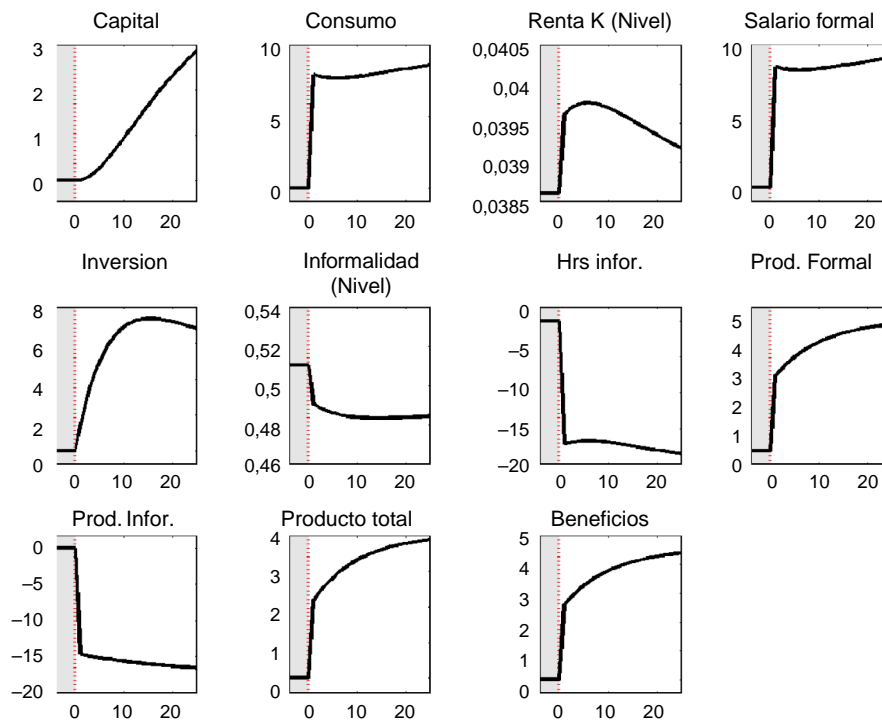 Capital
3
2
1
0
0 10 20
Consumo
10
5
0
0 10 20
Renta K (Nivel)
0,0405
0,04
0,0395
0,039
0,0385
0 10 20
Salario formal
10
5
0
0 10 20
Inversion
8
6
4
2
0
0 10 20
Informalidad
(Nivel)
0,54
0,52
0,5
0,48
0,46
0 10 20
Hrs infor.
0
–5
–10
–15
–20
0 10 20
Prod. Formal
5
4
3
2
1
0
0 10 20
Prod. Infor.
0
–5
–10
–15
–20
0 10 20
Producto total
4
3
2
1
0
0 10 20
Beneficios
5
4
3
2
1
0
0 10 20